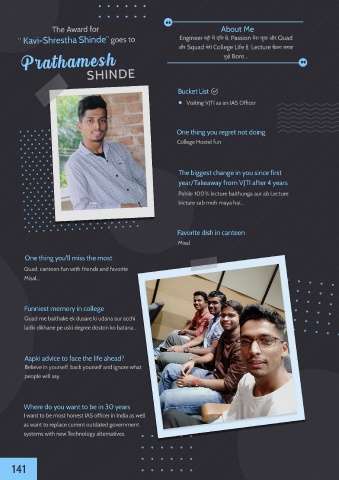 The Award for
" Kavi-Shrestha Shinde" goes to
Prathamesh
SHINDE
About Me
Engineer
Passion मेरा
और Quad
और Squad मेरा College Life है, Lecture
Bore...
Bucket List
Visiting VJTI as an IAS Officer
One thing you regret not doing
College Hostel fun
The biggest change in you since first
year/Takeaway from VJTI after 4 years
Pahile 100% lecture baithunga aur ab Lecture
bicture sab moh maya hai...
Favorite dish in canteen
Misal
One thing you'll miss the most
Quad, canteen fun with friends and favorite
Misal...
Funniest memory in college
Quad me baithake ek dusare ki udana aur acchi
ladki dikhane pe uski degree doston ko batana...
Aapki advice to face the life ahead?
Believe in yourself, back yourself and ignore what
people will say.
Where do you want to be in 30 years
I want to be most honest IAS officer in India as well
as want to replace current outdated government
systems with new Technology alternatives.
141